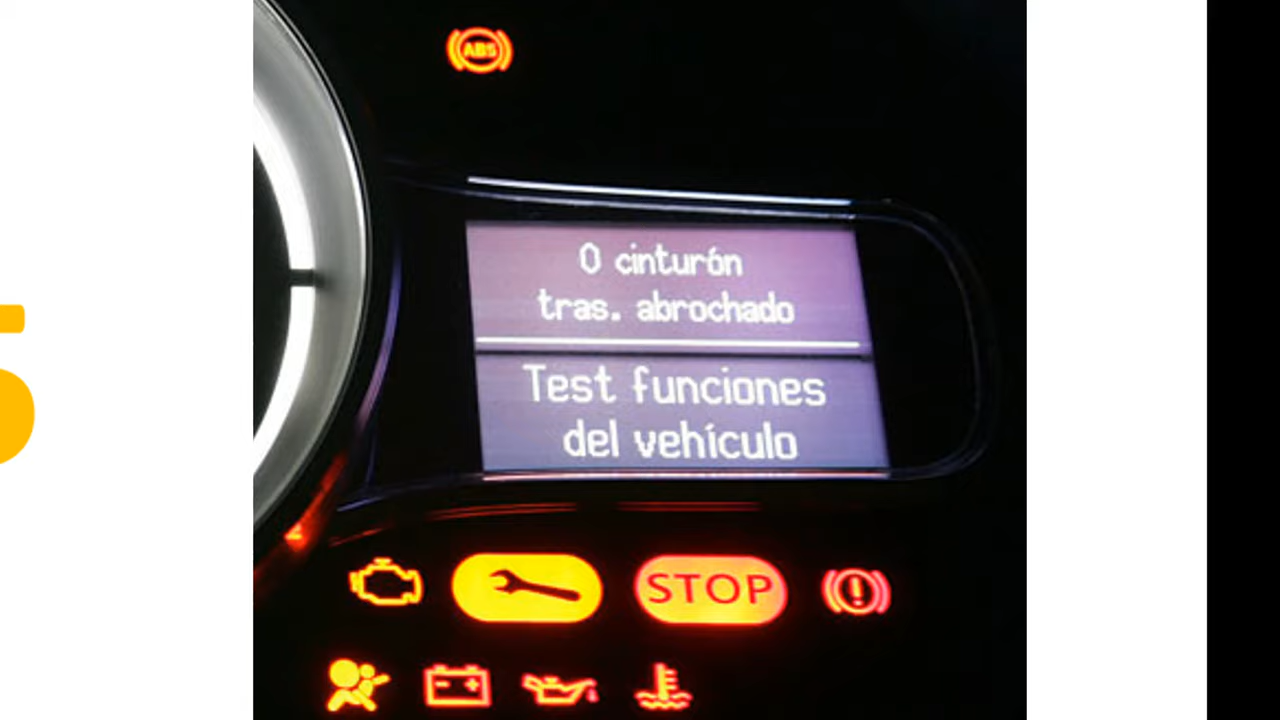 ABS
0 cinturón
tras. abrochado
Test funciones
del vehículo
STOP